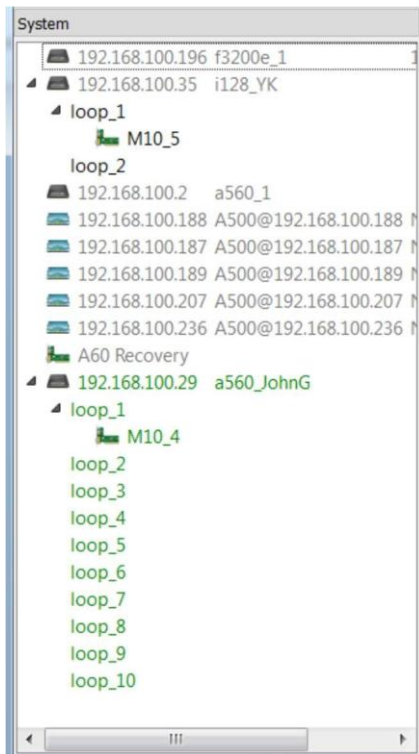 System
192.168.100.196 f3200e_1 1
192.168.100.35 i128_YK
loop_1
M10_5
loop_2
192.168.100.2 a560_1
192.168.100.188 A500@192.168.100.188 N
192.168.100.187 A500@192.168.100.187 N
192.168.100.189 A500@192.168.100.189 N
192.168.100.207 A500@192.168.100.207 N
192.168.100.236 A500@192.168.100.236 N
A60 Recovery
192.168.100.29 a560_JohnG
loop_1
M10_4
loop_2
loop_3
loop_4
loop_5
loop_6
loop_7
loop_8
loop_9
loop_10